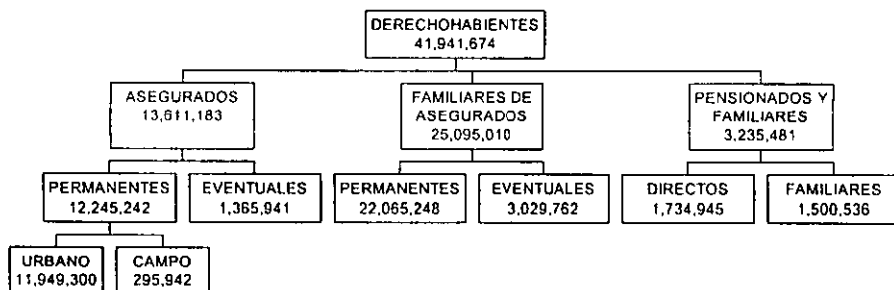 DERECHOHABIENTES
41,941,674
ASEGURADOS
13,611,183
FAMILIARES DE
ASEGURADOS
25,095,010
PENSIONADOS Y
FAMILIARES
3,235,481
PERMANENTES
12,245,242
EVENTUALES
1,365,941
PERMANENTES
22,065,248
EVENTUALES
3,029,762
DIRECTOS
1,734,945
FAMILIARES
1,500,536
URBANO
11,949,300
CAMPO
295,942